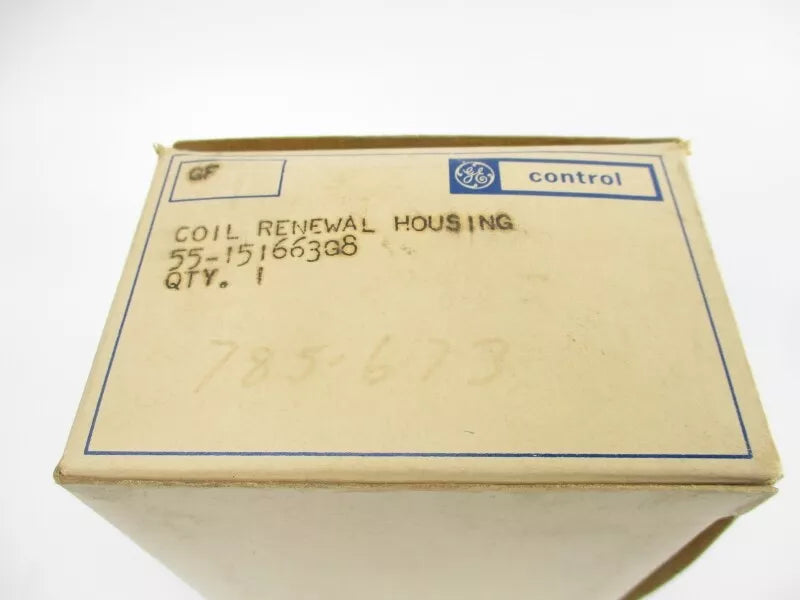 GF
GE control
COIL RENEWAL HOUSING
55-151663G8
QTY. 1
785-673